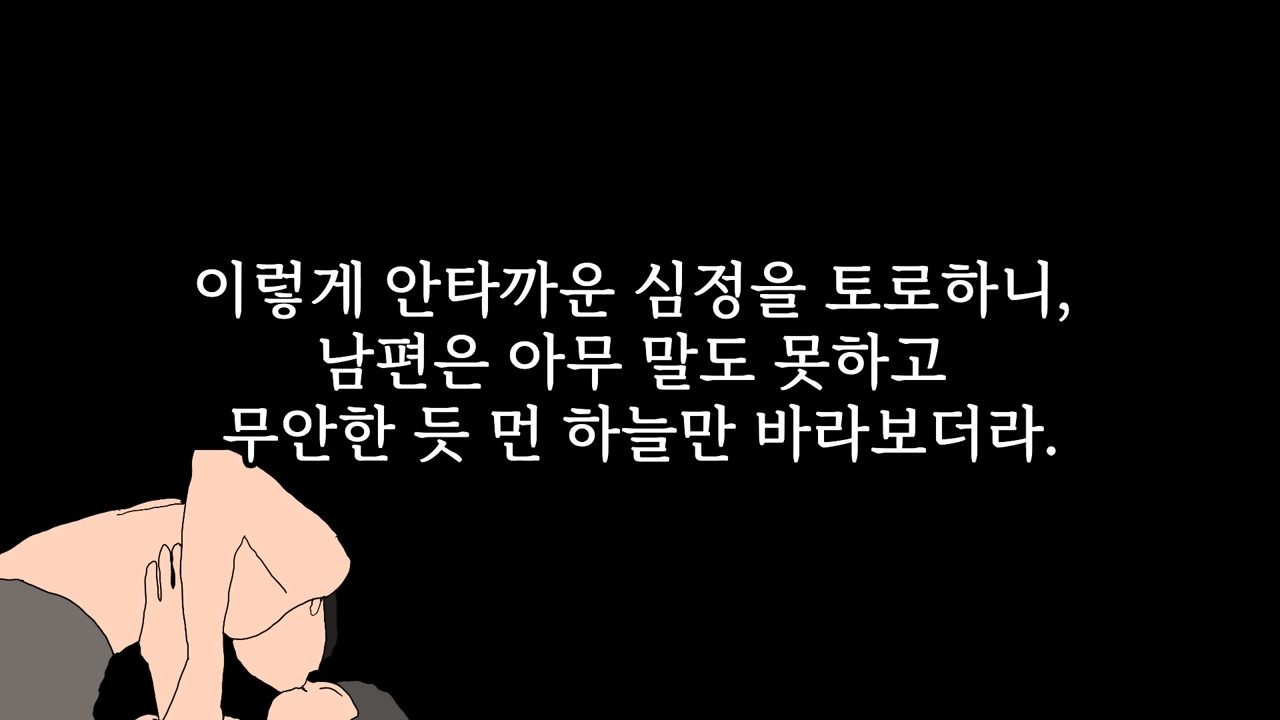 이렇게 안타까운 심정을 토로하니,
남편은 아무 말도 못하고
무안한 듯 먼 하늘만 바라보더라.